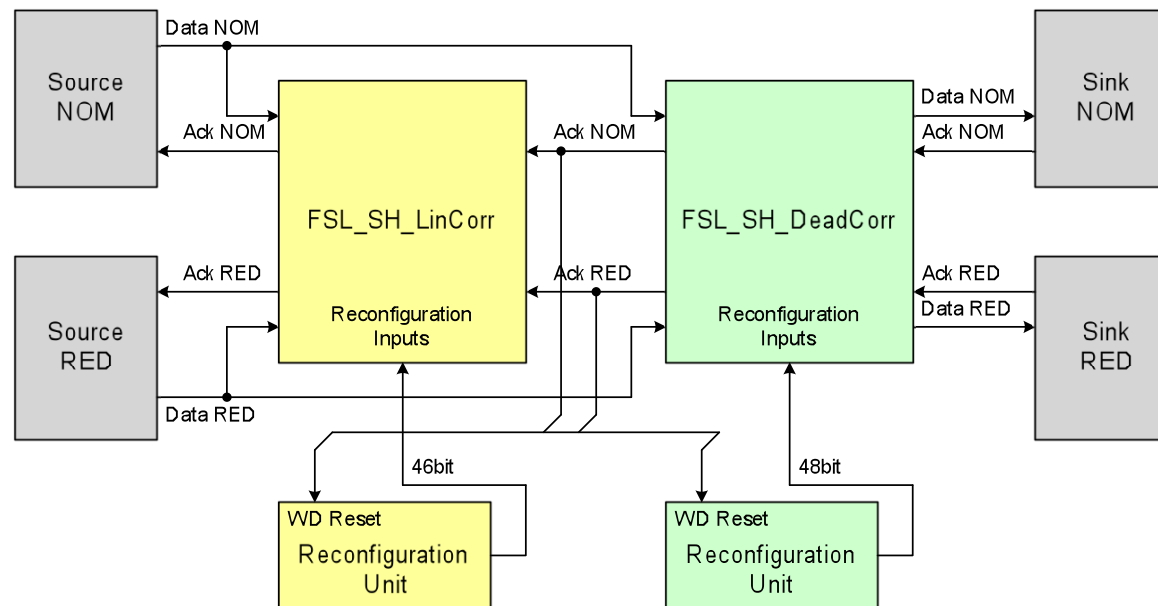 Data NOM
Source
NOM
Ack NOM
FSL_SH_LinCorr
Ack NOM
FSL_SH_DeadCorr
Data NOM
Ack NOM
Sink
NOM
Ack RED
Source
RED
Data RED
Reconfiguration
Inputs
Ack RED
Reconfiguration
Inputs
Ack RED
Data RED
Sink
RED
46bit
48bit
WD Reset
Reconfiguration
Unit
WD Reset
Reconfiguration
Unit